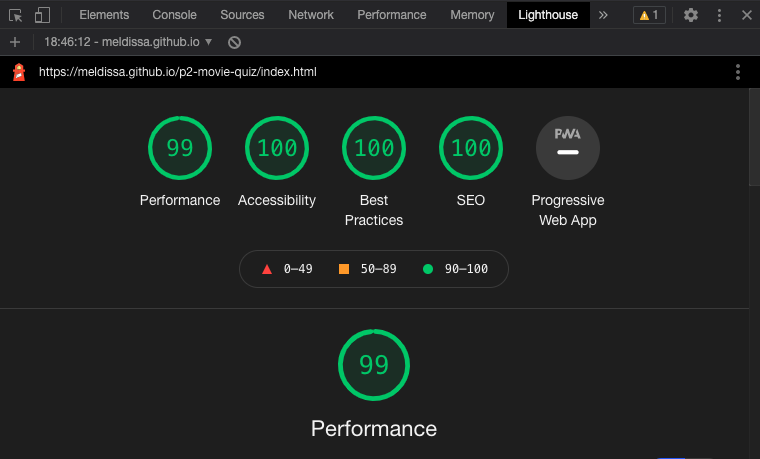 Elements Console Sources Network Performance Memory Lighthouse » 1
+ 18:46:12 - meldissa.github.io ▼
https://meldissa.github.io/p2-movie-quiz/index.html
99 100 100 100 PWA
Performance Accessibility Best Practices SEO Progressive Web App
0–49 50–89 90–100
99
Performance